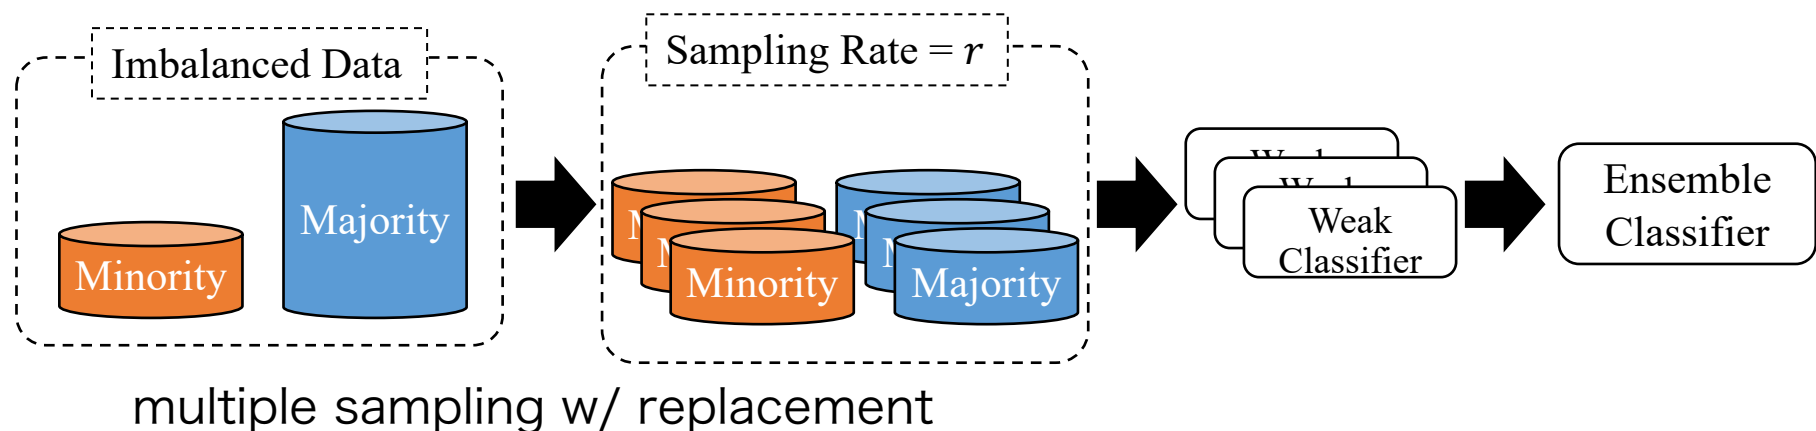 Imbalanced Data
Sampling Rate = r
Minority
Majority
Minority
Majority
Weak
Classifier
Ensemble
Classifier
multiple sampling w/ replacement